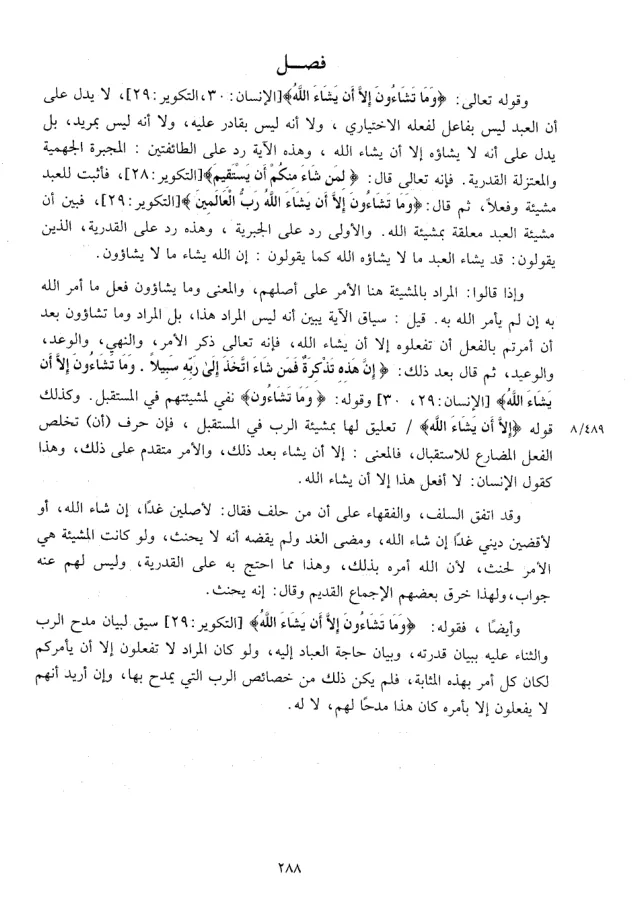 فصـــل
وقوله تعالى: ﴿وَمَا تَشَاءُونَ إِلاَّ أَن يَشَاءَ اللَّهُ﴾[الإنسان: ٣٠، التكوير: ٢٩]، لا يدل على
أن العبد ليس بفاعل لفعله الاختياري ، ولا أنه ليس بقادر عليه، ولا أنه ليس بمريد، بل
يدل على أنه لا يشاؤه إلا أن يشاء الله ، وهذه الآية رد على الطائفتين : المجبرة الجهمية
والمعتزلة القدرية. فإنه تعالى قال: ﴿ لِمَن شَاءَ مِنكُمْ أَن يَسْتَقِيمَ﴾[التكوير: ٢٨]، فأثبت للعبد
مشيئة وفعلاً، ثم قال: ﴿وَمَا تَشَاءُونَ إِلاَّ أَن يَشَاءَ اللَّهُ رَبُّ الْعَالَمِينَ ﴾[التكوير: ٢٩]، فبين أن
مشيئة العبد معلقة بمشيئة الله. والأولى رد على الجبرية ، وهذه رد على القدرية، الذين
يقولون: قد يشاء العبد ما لا يشاؤه الله كما يقولون : إن الله يشاء ما لا يشاؤون.
وإذا قالوا: المراد بالمشيئة هنا الأمر على أصلهم، والمعنى وما يشاؤون فعل ما أمر الله
به إن لم يأمر الله به. قيل : سياق الآية يبين أنه ليس المراد هذا، بل المراد وما تشاؤون بعد
أن أمرتم بالفعل أن تفعلوه إلا أن يشاء الله، فإنه تعالى ذكر الأمر، والنهي، والوعد،
والوعيد، ثم قال بعد ذلك: ﴿ إِنَّ هَذِهِ تَذْكِرَةٌ فَمَن شَاءَ اتَّخَذَ إِلَىٰ رَبِّهِ سَبِيلاً . وَمَا تَشَاءُونَ إِلاَّ أَن
يَشَاءَ اللَّهُ﴾ [الإنسان: ٢٩، ٣٠] وقوله: ﴿ وَمَا تَشَاءُونَ﴾ نفي لمشيئتهم في المستقبل. وكذلك
قوله ﴿إِلاَّ أَن يَشَاءَ اللَّهُ﴾ / تعليق لها بمشيئة الرب في المستقبل ، فإن حرف (أن) تخلص ٨/٤٨٩
الفعل المضارع للاستقبال، فالمعنى : إلا أن يشاء بعد ذلك، والأمر متقدم على ذلك، وهذا
كقول الإنسان: لا أفعل هذا إلا أن يشاء الله.
وقد اتفق السلف، والفقهاء على أن من حلف فقال: لأصلين غدًا، إن شاء الله، أو
لأقضين ديني غدًا إن شاء الله، ومضى الغد ولم يقضه أنه لا يحنث، ولو كانت المشيئة هي
الأمر لحنث، لأن الله أمره بذلك، وهذا مما احتج به على القدرية، وليس لهم عنه
جواب، ولهذا خرق بعضهم الإجماع القديم وقال: إنه يحنث.
وأيضًا ، فقوله: ﴿وَمَا تَشَاءُونَ إِلاَّ أَن يَشَاءَ اللَّهُ﴾ [التكوير: ٢٩] سيق لبيان مدح الرب
والثناء عليه ببيان قدرته، وبيان حاجة العباد إليه، ولو كان المراد لا تفعلون إلا أن يأمركم
لكان كل أمر بهذه المثابة، فلم يكن ذلك من خصائص الرب التي يمدح بها، وإن أريد أنهم
لا يفعلون إلا بأمره كان هذا مدحًا لهم، لا له.
٢٨٨